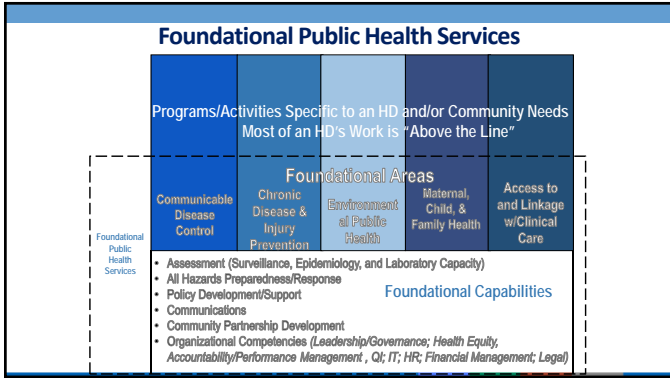 Foundational Public Health Services
Programs/Activities Specific to an HD and/or Community Needs
Most of an HD's Work is "Above the Line"
Foundational Areas
Communicable
Disease
Control
Chronic
Disease &
Injury
Prevention
Environment
al Public
Health
Maternal,
Child, &
Family Health
Access to
and Linkage
w/Clinical
Care
Foundational
Public
Health
Services
• Assessment (Surveillance, Epidemiology, and Laboratory Capacity)
• All Hazards Preparedness/Response
• Policy Development/Support
• Communications
• Community Partnership Development
• Organizational Competencies (Leadership/Governance; Health Equity,
Accountability/Performance Management , QI; IT; HR; Financial Management; Legal)
Foundational Capabilities